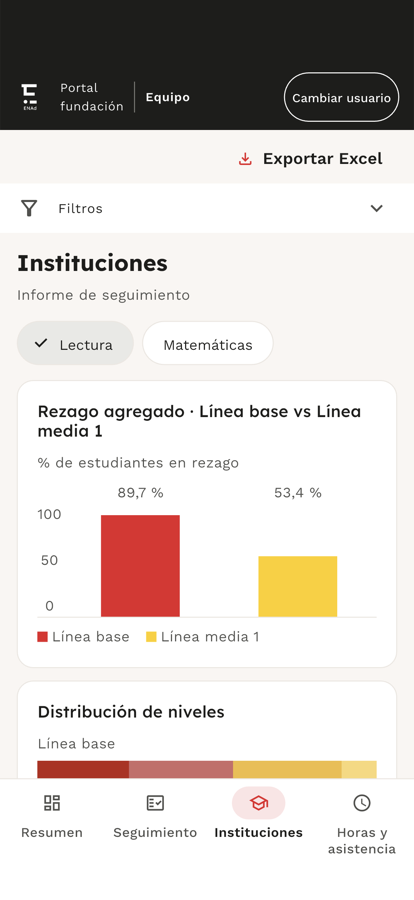 ENAd
Portal
fundación
Equipo
Cambiar usuario
Exportar Excel
Filtros
Instituciones
Informe de seguimiento
Lectura
Matemáticas
Rezago agregado · Línea base vs Línea
media 1
% de estudiantes en rezago
89,7 %
53,4 %
100
50
0
Línea base
Línea media 1
Distribución de niveles
Línea base
Resumen
Seguimiento
Instituciones
Horas y
asistencia